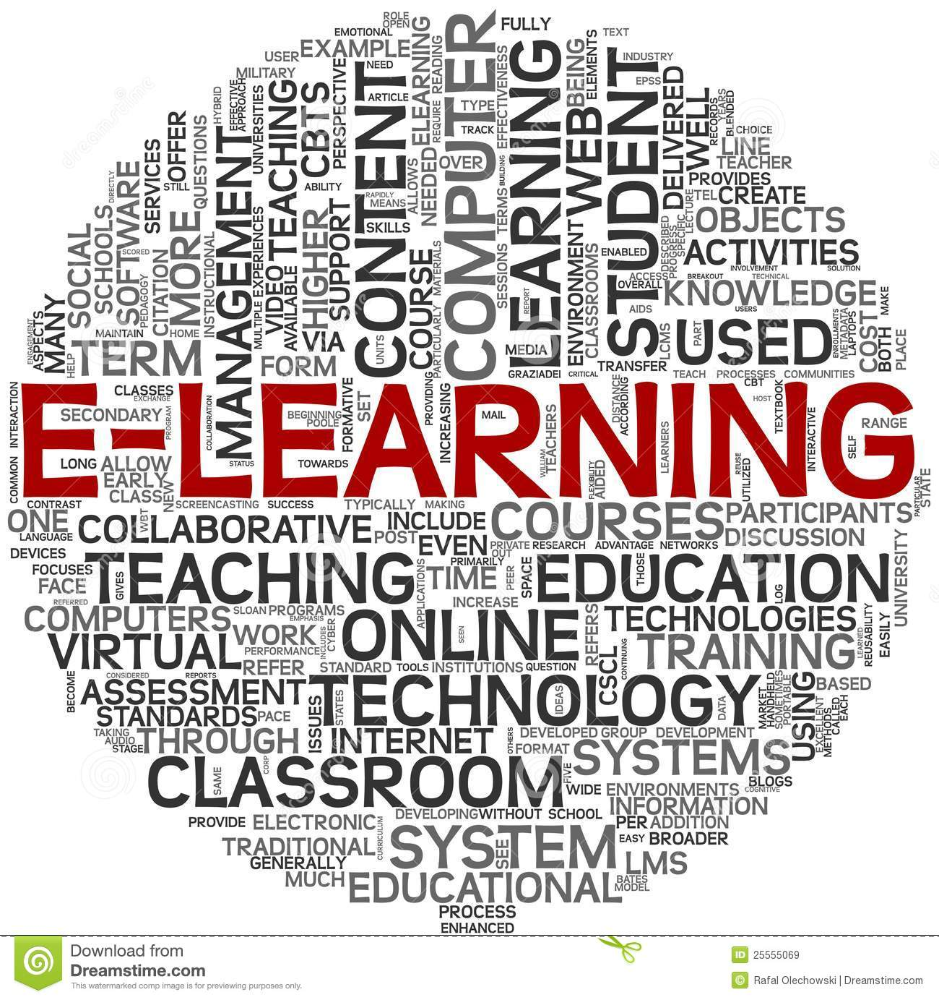 ROLE
OPEN
EMOTIONAL
EXAMPLE
USER
MILITARY
ELEARNING
READING
REQUIRE
COMPUTER
FULLY
LEARNING
TEXT
BEING
ELEMENTS
INDUSTRY
EPSS
STUDENT
DELIVERED
WELL
RECORDS
YEARS
BLENDED
CHOICE
LINE
TEACHER
PROVIDES
TEL
CREATE
OBJECTS
LECTURE
ACTIVITIES
INVOLVEMENT
SOLUTION
BREAKOUT
TECHNICAL
KNOWLEDGE
USERS
MAKE
USED
PART
LCMS
ENROLLMENTS
METADATA
LAPTOPS
COST
BOTH
PLACE
HYBRID
EFFECTIVE
APPROACH
UNIVERSITIES
TEACHING
CBTS
PERSPECTIVE
NEED
ARTICLE
CONTENT
TYPE
TRACK
EFFECTIVENESS
OVER
BUILDING
TERMS
NEEDED
ALLOWS
RAPIDLY
MEANS
SKILLS
ABILITY
OFFER
STILL
QUESTIONS
SERVICES
DIRECTLY
SOFTWARE
SCHOOLS
SOCIAL
SCORED
PEDAGOGY
CITATION
MORE
INSTRUCTIONAL
MANAGEMENT
MULTIPLE EXPERIENCES
VIDEO
AVAILABLE
HIGHER
SUPPORT
VIA
UNITS
COURSE
PARTICULARLY
MATERIALS
SESSIONS
REPORT
MEDIA
ENVIRONMENT
WEB
CLASSROOMS
ENABLED
ACCESS
OVERALL
DESCRIBED
PROGRESS
SPECIFIC
AIDS
TRANSFER
GRAZIADEI
CRITICAL
TEACH
PROCESSES
COMMUNITIES
MANY
ASPECTS
ENGAGEMENT
HELP
MAINTAIN
HOME
TERM
FORM
E-LEARNING
CLASSES
EXCHANGE
SECONDARY
PROGRAM
COLLABORATION
INTERACTION
COMMON
LONG
ALLOW
EARLY
CLASS
NEW
STATUS
BEGINNING
POOLE
FORMATIVE
SET
PROVIDING
INCREASING
MAIL
TOWARDS
WILLIAM
TEACHERS
DISTANCE
ACCORDING
FLEXIBILITY
AIDED
LEARNERS
CBT
HOST
TEXTBOOK
INTERACTIVE
REUSE
UTILIZED
SELF
RANGE
PARTICULAR
STATE
CONTRAST
SCREENCASTING
SUCCESS
TYPICALLY
MAKING
ONE
LANGUAGE
COLLABORATIVE
WBT
POST
INCLUDE
EVEN
COURSES
PARTICIPANTS
DISCUSSION
PRIVATE
RESEARCH
ADVANTAGE
NETWORKS
OUT
DEVICES
FOCUSES
FACE
GIVES
TEACHING
APPLICATIONS
TIME
PRIMARILY
PEER
SPACE
EDUCATION
THOSE
LOG
UNIVERSITY
REFERRED
COMPUTERS
SLOAN
PROGRAMS
EMPHASIS
INCREASE
VIRTUAL
WORK
PERFORMANCE
INCLUDES
CYBER
ONLINE
SEEN
REFERS
TECHNOLOGIES
TRAINING
LEARNED
REUSABILITY
EASILY
CONTINUING
REFER
STANDARD
TOOLS
INSTITUTIONS
QUESTION
CSCL
CONSIDERED
REPORTS
BECOME
ASSESSMENT
TECHNOLOGY
STATES
IDEAS
DATA
MARKET
HANDHELD
SOMETIMES
PORTABLE
USING
BASED
EXCELLENT
METHODS
CALLED
EACH
STANDARDS
PACE
ISSUES
TAKING
AUDIO
STAGE
THROUGH
INTERNET
OTHERS
DEVELOPED
GROUP
DEVELOPMENT
FORMAT
SYSTEMS
CLASSROOM
SAME
CORP
FIVE
WIDE
ENVIRONMENTS
BLOGS
COGNITIVE
INFORMATION
DEVELOPING
WITHOUT
SCHOOL
PER
ADDITION
PROVIDE
ELECTRONIC
CURRICULUM
SYSTEM
SEE
EASY
BROADER
TRADITIONAL
GENERALLY
LMS
MUCH
EDUCATIONAL
BATES
MODEL
PROCESS
ENHANCED
Download from
Dreamstime.com
This watermarked comp image is for previewing purposes only.
ID 25555069
© Rafal Olechowski | Dreamstime.com